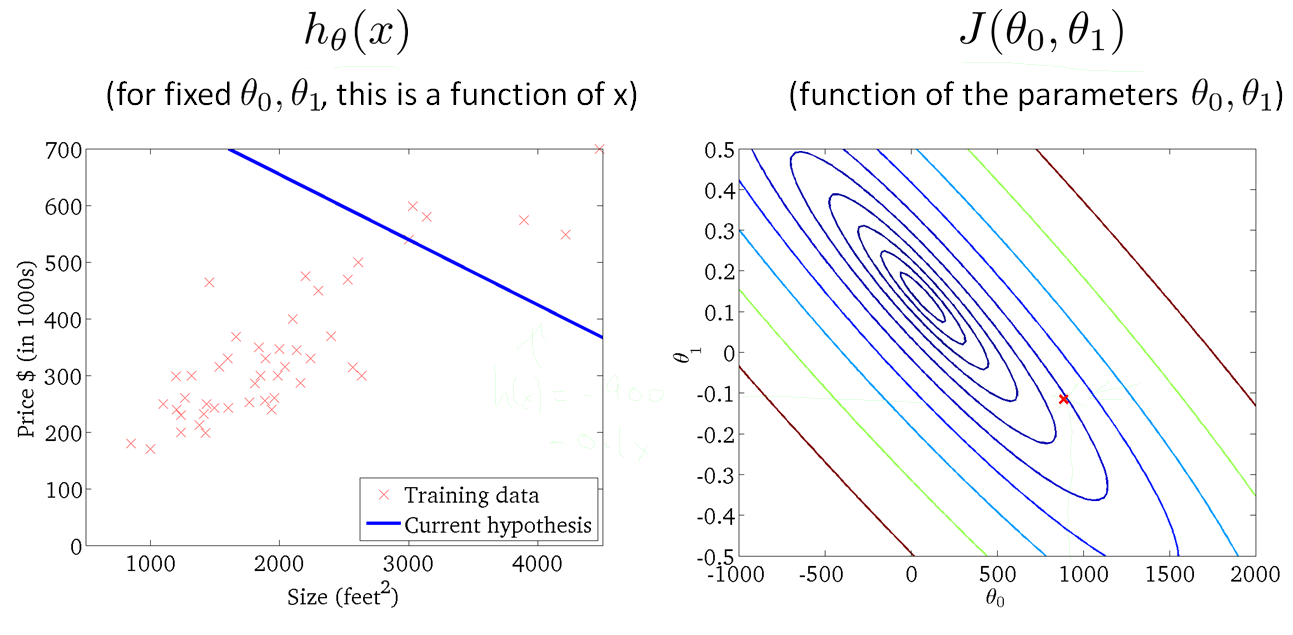 hθ(x)
(for fixed θ0, θ1, this is a function of x)
Price $ (in 1000s)
700
600
500
400
300
200
100
0
1000 2000 3000 4000
Size (feet²)
Training data
Current hypothesis
h(x) = -900
- 0.1x
J(θ0, θ1)
(function of the parameters θ0, θ1)
θ1
0.5
0.4
0.3
0.2
0.1
0
-0.1
-0.2
-0.3
-0.4
-0.5
-1000 -500 0 500 1000 1500 2000
θ0